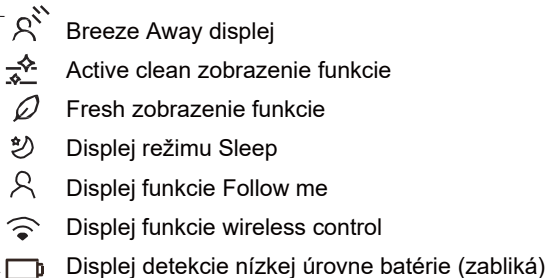 Breeze Away displej
Active clean zobrazenie funkcie
Fresh zobrazenie funkcie
Displej režimu Sleep
Displej funkcie Follow me
Displej funkcie wireless control
Displej detekcie nízkej úrovne batérie (zabliká)